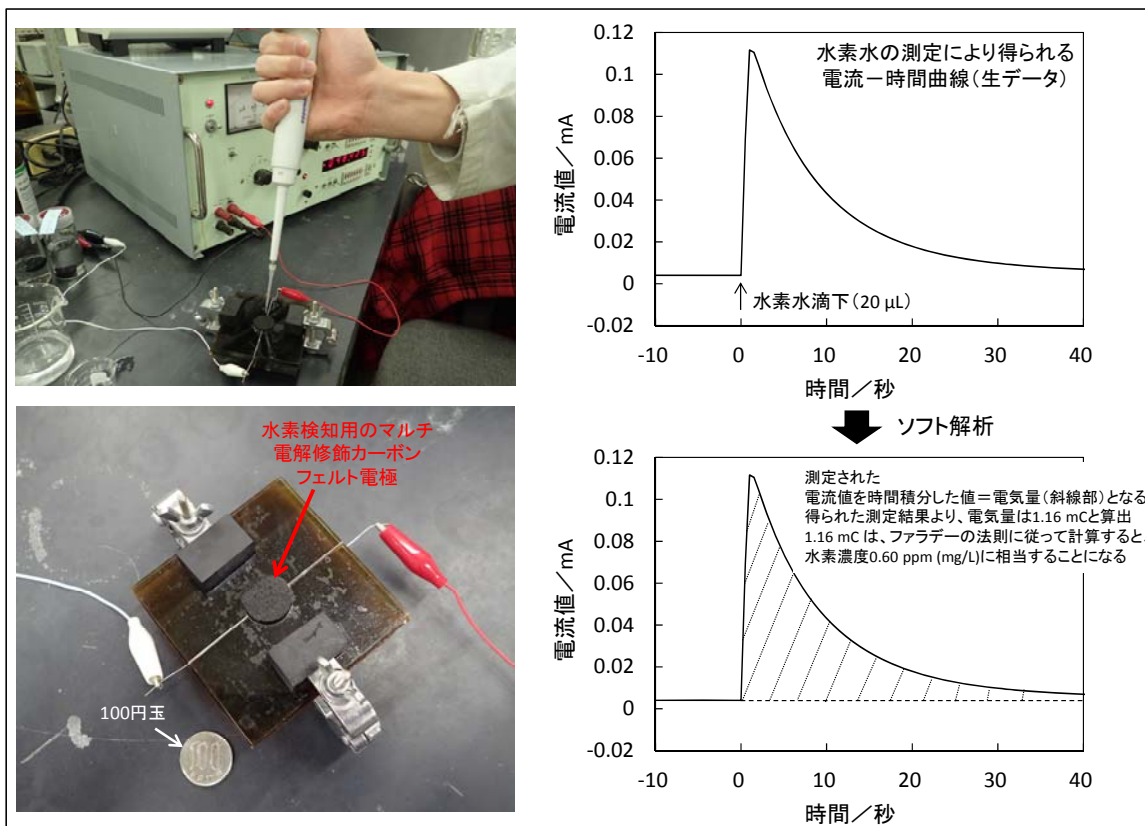 水素水の測定により得られる
電流－時間曲線（生データ）
0.12
0.1
0.08
0.06
0.04
0.02
0
-0.02
電流値／mA
水素水滴下（20 μL）
-10
0
10
20
30
40
時間／秒
ソフト解析
水素検知用のマルチ
電解修飾カーボン
フェルト電極
100円玉
100
測定された
電流値を時間積分した値＝電気量（斜線部）となる
得られた測定結果より、電気量は1.16 mCと算出
1.16 mC は、ファラデーの法則に従って計算すると、
水素濃度0.60 ppm (mg/L)に相当することになる
0.12
0.1
0.08
0.06
0.04
0.02
0
-0.02
電流値／mA
-10
0
10
20
30
40
時間／秒